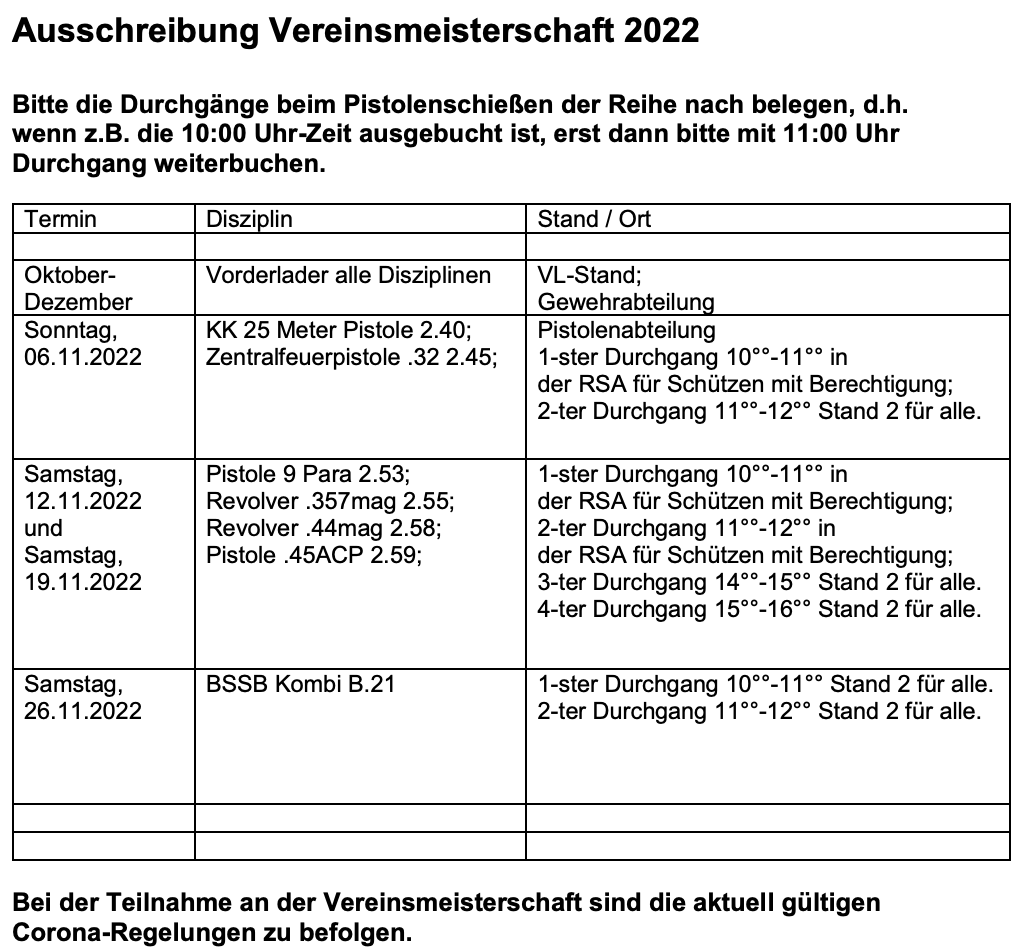 Ausschreibung Vereinsmeisterschaft 2022
Bitte die Durchgänge beim Pistolenschießen der Reihe nach belegen, d.h.
wenn z.B. die 10:00 Uhr-Zeit ausgebucht ist, erst dann bitte mit 11:00 Uhr
Durchgang weiterbuchen.
Termin
Disziplin
Stand / Ort
Oktober-
Dezember
Vorderlader alle Disziplinen
VL-Stand;
Gewehrabteilung
Sonntag,
06.11.2022
KK 25 Meter Pistole 2.40;
Zentralfeuerpistole .32 2.45;
Pistolenabteilung
1-ster Durchgang 10°°-11°° in
der RSA für Schützen mit Berechtigung;
2-ter Durchgang 11°°-12°° Stand 2 für alle.
Samstag,
12.11.2022
und
Samstag,
19.11.2022
Pistole 9 Para 2.53;
Revolver .357mag 2.55;
Revolver .44mag 2.58;
Pistole .45ACP 2.59;
1-ster Durchgang 10°°-11°° in
der RSA für Schützen mit Berechtigung;
2-ter Durchgang 11°°-12°° in
der RSA für Schützen mit Berechtigung;
3-ter Durchgang 14°°-15°° Stand 2 für alle.
4-ter Durchgang 15°°-16°° Stand 2 für alle.
Samstag,
26.11.2022
BSSB Kombi B.21
1-ster Durchgang 10°°-11°° Stand 2 für alle.
2-ter Durchgang 11°°-12°° Stand 2 für alle.
Bei der Teilnahme an der Vereinsmeisterschaft sind die aktuell gültigen
Corona-Regelungen zu befolgen.